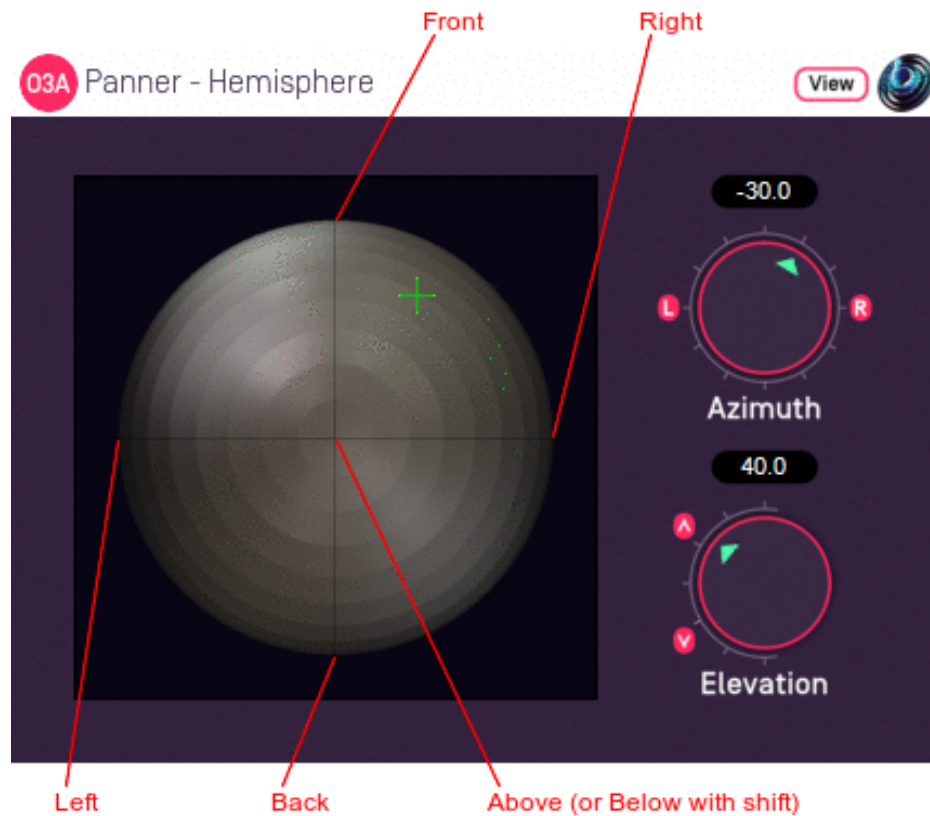 Front Right
O3A Panner - Hemisphere View
-30.0
L R
Azimuth
40.0
Elevation
Left Back Above (or Below with shift)